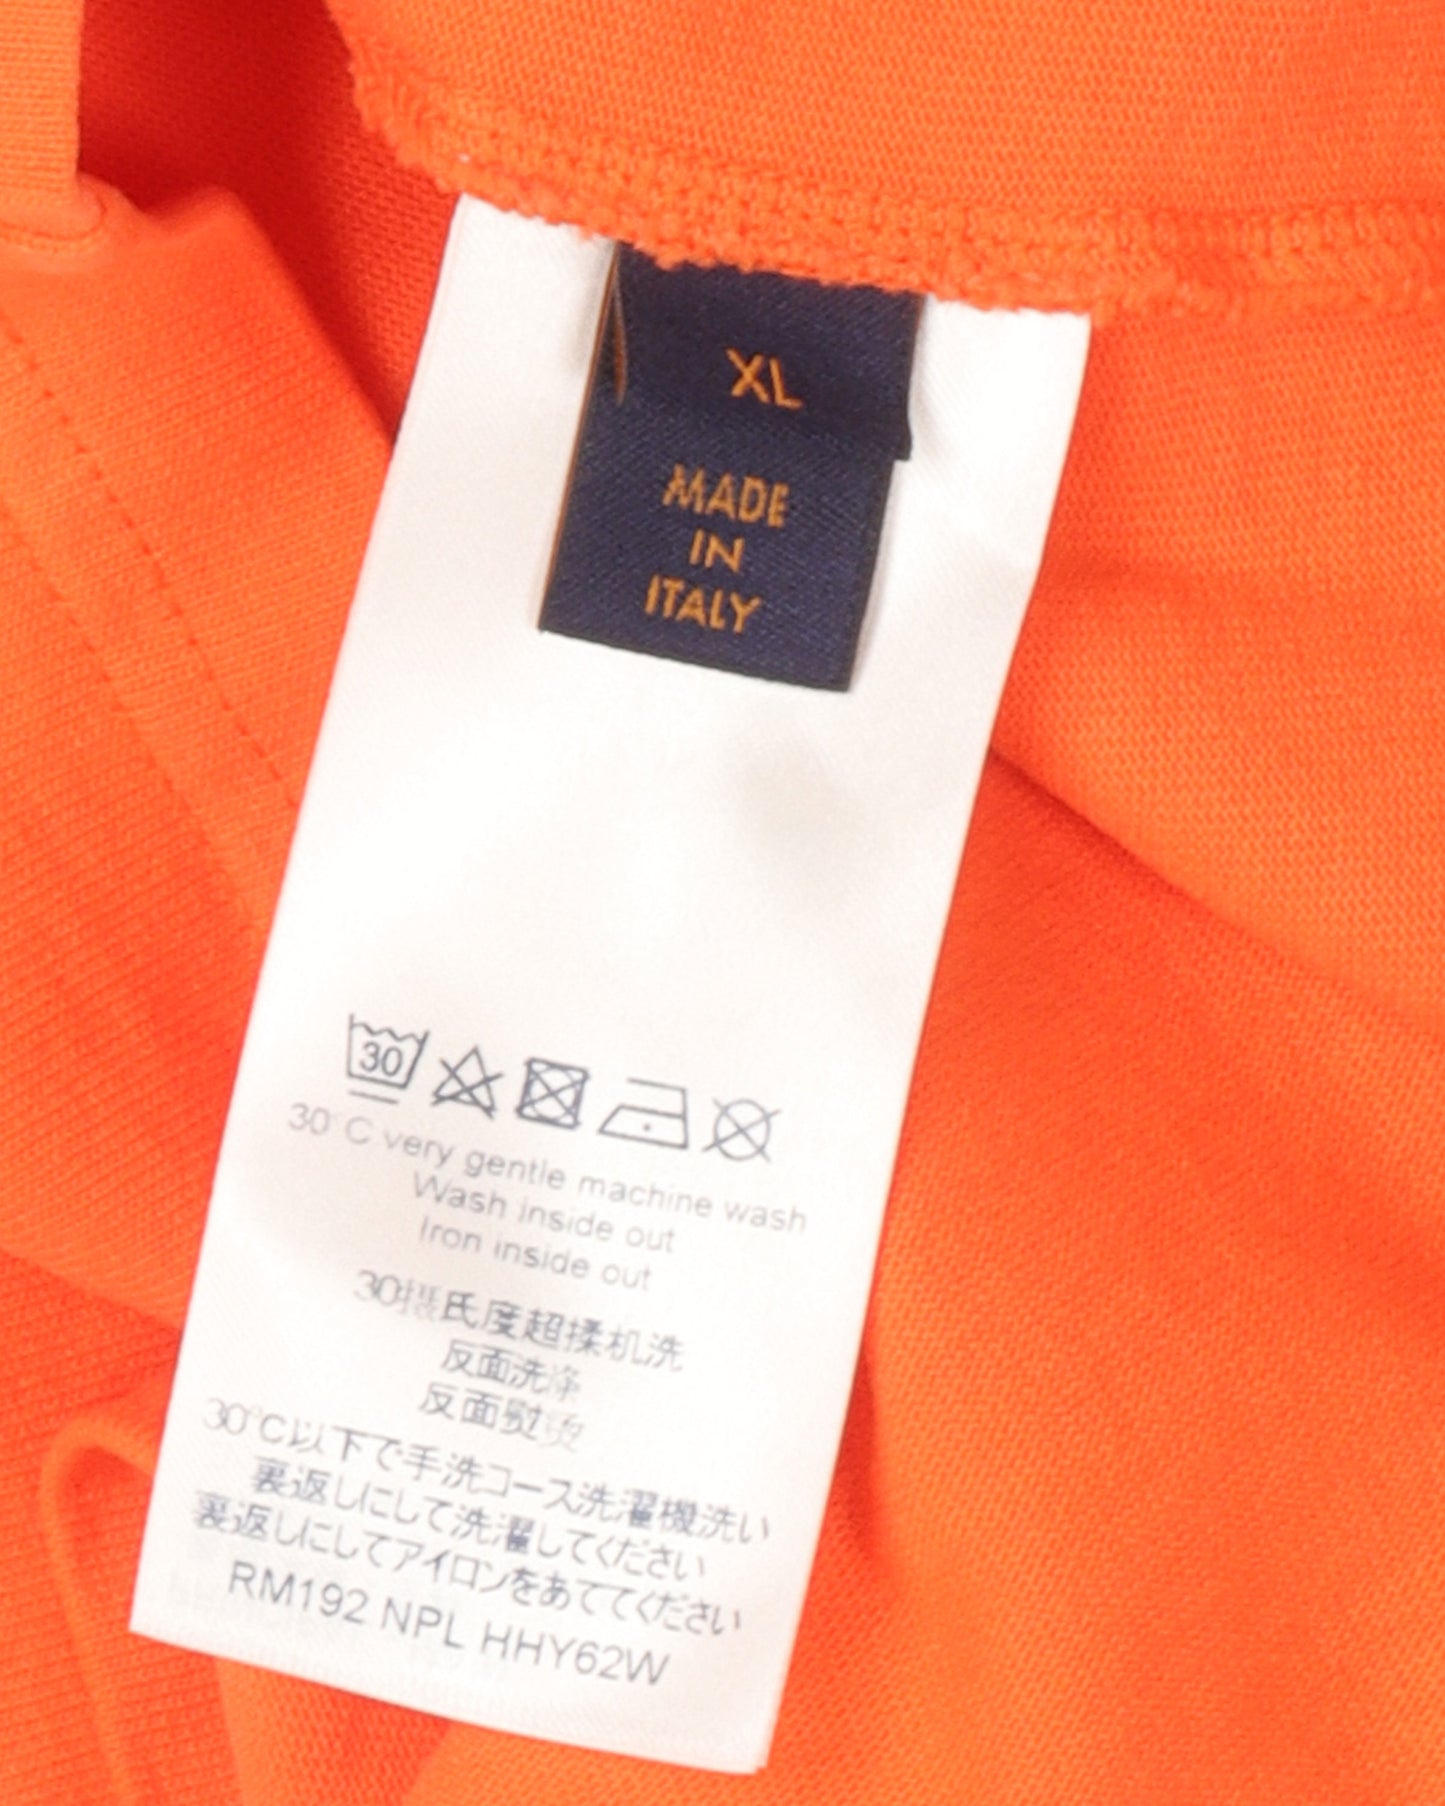 XL
MADE
IN
ITALY
30
30°C very gentle machine wash
Wash inside out
Iron inside out
30摄氏度超揉机洗
反面洗涤
反面熨烫
30℃以下で手洗コース洗濯機洗い
裏返しにして洗濯してください
裏返しにしてアイロンをあててください
RM192 NPL HHY62W